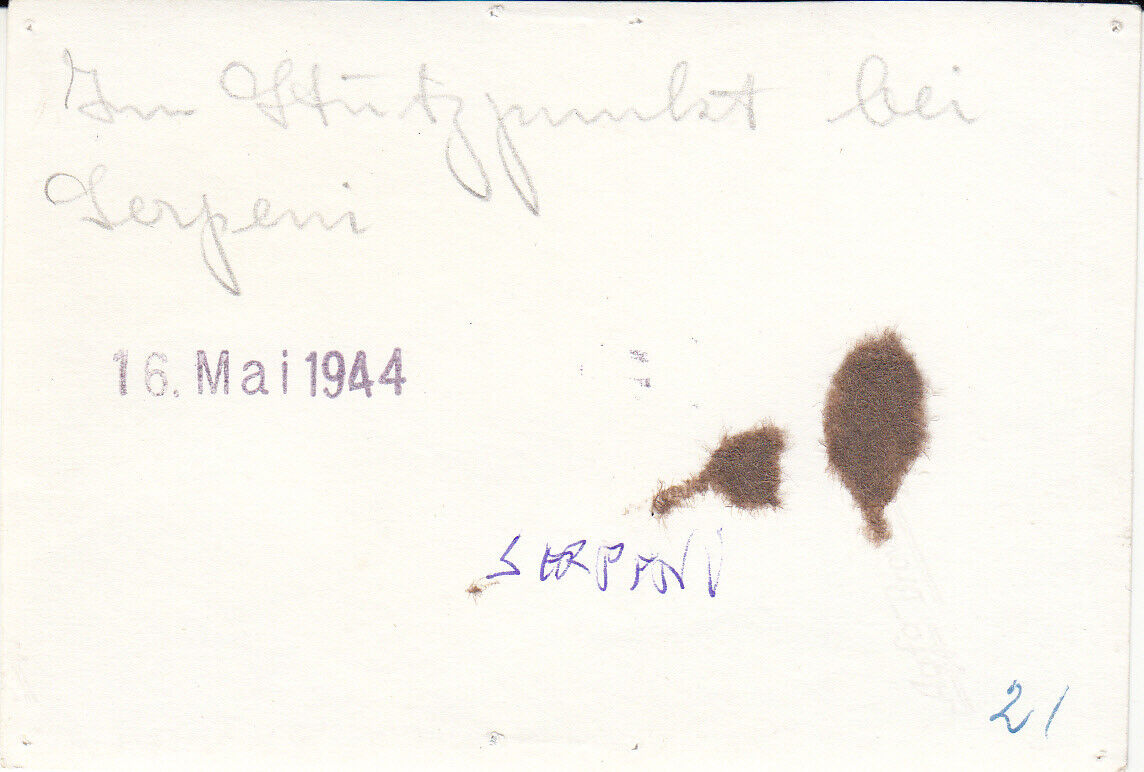 Im Stützpunkt bei
Serpeni
16. Mai 1944
SERPENI
21